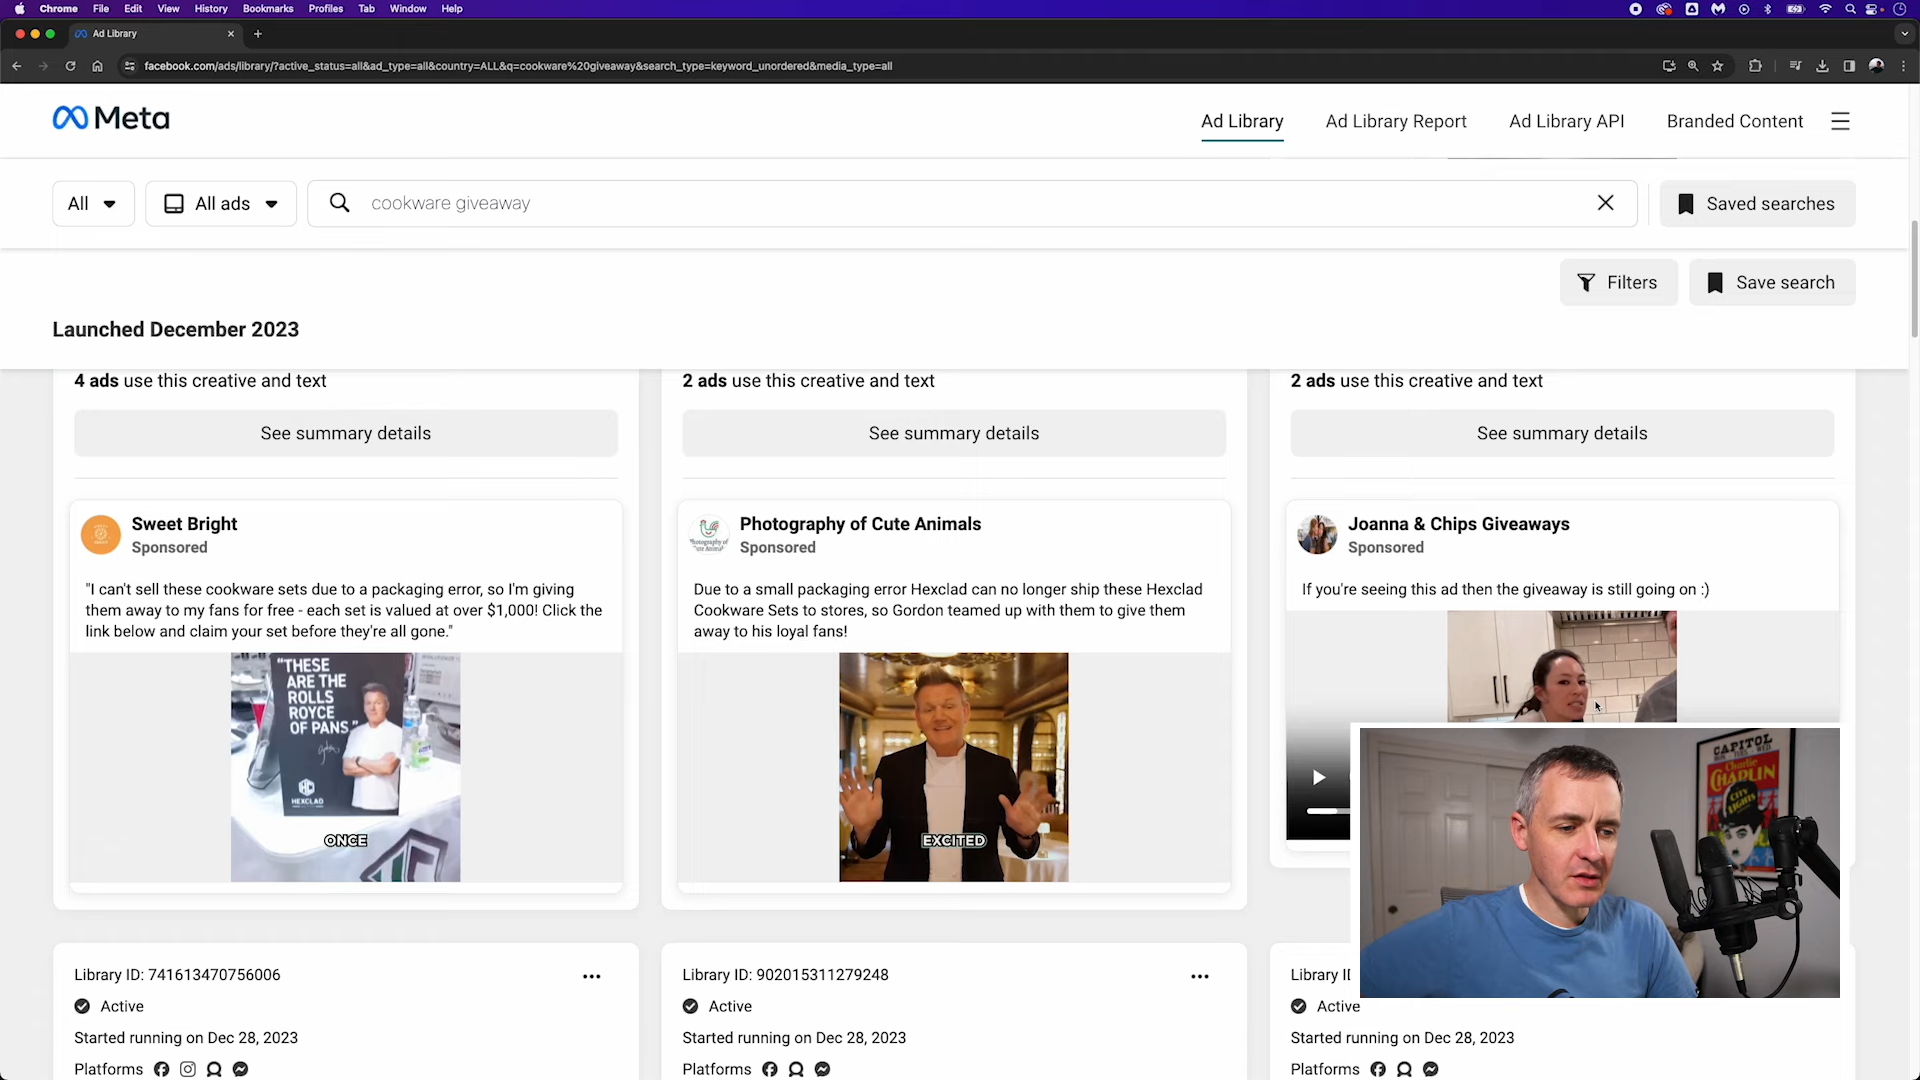 Chrome File Edit View History Bookmarks Profiles Tab Window Help
Ad Library
facebook.com/ads/library/?active_status=all&ad_type=all&country=ALL&q=cookware%20giveaway&search_type=keyword_unordered&media_type=all
Meta
Ad Library Ad Library Report Ad Library API Branded Content
All All ads cookware giveaway Saved searches
Filters Save search
Launched December 2023
4 ads use this creative and text
See summary details
Sweet Bright
Sponsored
"I can't sell these cookware sets due to a packaging error, so I'm giving
them away to my fans for free - each set is valued at over $1,000! Click the
link below and claim your set before they're all gone."
"THESE
ARE THE
ROLLS
ROYCE
OF PANS."
HEXCLAD
ONCE
2 ads use this creative and text
See summary details
Photography of Cute Animals
Sponsored
Due to a small packaging error Hexclad can no longer ship these Hexclad
Cookware Sets to stores, so Gordon teamed up with them to give them
away to his loyal fans!
EXCITED
2 ads use this creative and text
See summary details
Joanna & Chips Giveaways
Sponsored
If you're seeing this ad then the giveaway is still going on :)
CAPITOL
Charlie
CHAPLIN
CITY
LIGHTS
Library ID: 741613470756006
Active
Started running on Dec 28, 2023
Platforms
Library ID: 902015311279248
Active
Started running on Dec 28, 2023
Platforms
Library
Active
Started running on Dec 28, 2023
Platforms